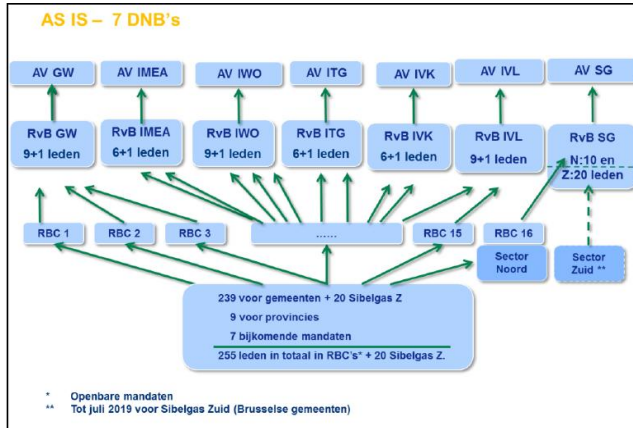 AS IS – 7 DNB's
AV GW AV IMEA AV IWO AV ITG AV IVK AV IVL AV SG
RvB GW RvB IMEA RvB IWO RvB ITG RvB IVK RvB IVL RvB SG
9+1 leden 6+1 leden 9+1 leden 6+1 leden 6+1 leden 9+1 leden N:10 en
Z:20 leden
RBC 1 RBC 2 RBC 3 ...... RBC 15 RBC 16
Sector Sector
Noord Zuid **
239 voor gemeenten + 20 Sibelgas Z
9 voor provincies
7 bijkomende mandaten
255 leden in totaal in RBC's* + 20 Sibelgas Z.
* Openbare mandaten
** Tot juli 2019 voor Sibelgas Zuid (Brusselse gemeenten)